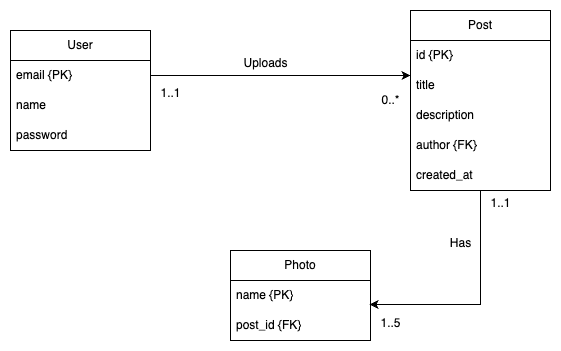 User
email {PK}
name
password
Uploads
1..1
0..*
Post
id {PK}
title
description
author {FK}
created_at
1..1
Has
Photo
name {PK}
post_id {FK}
1..5